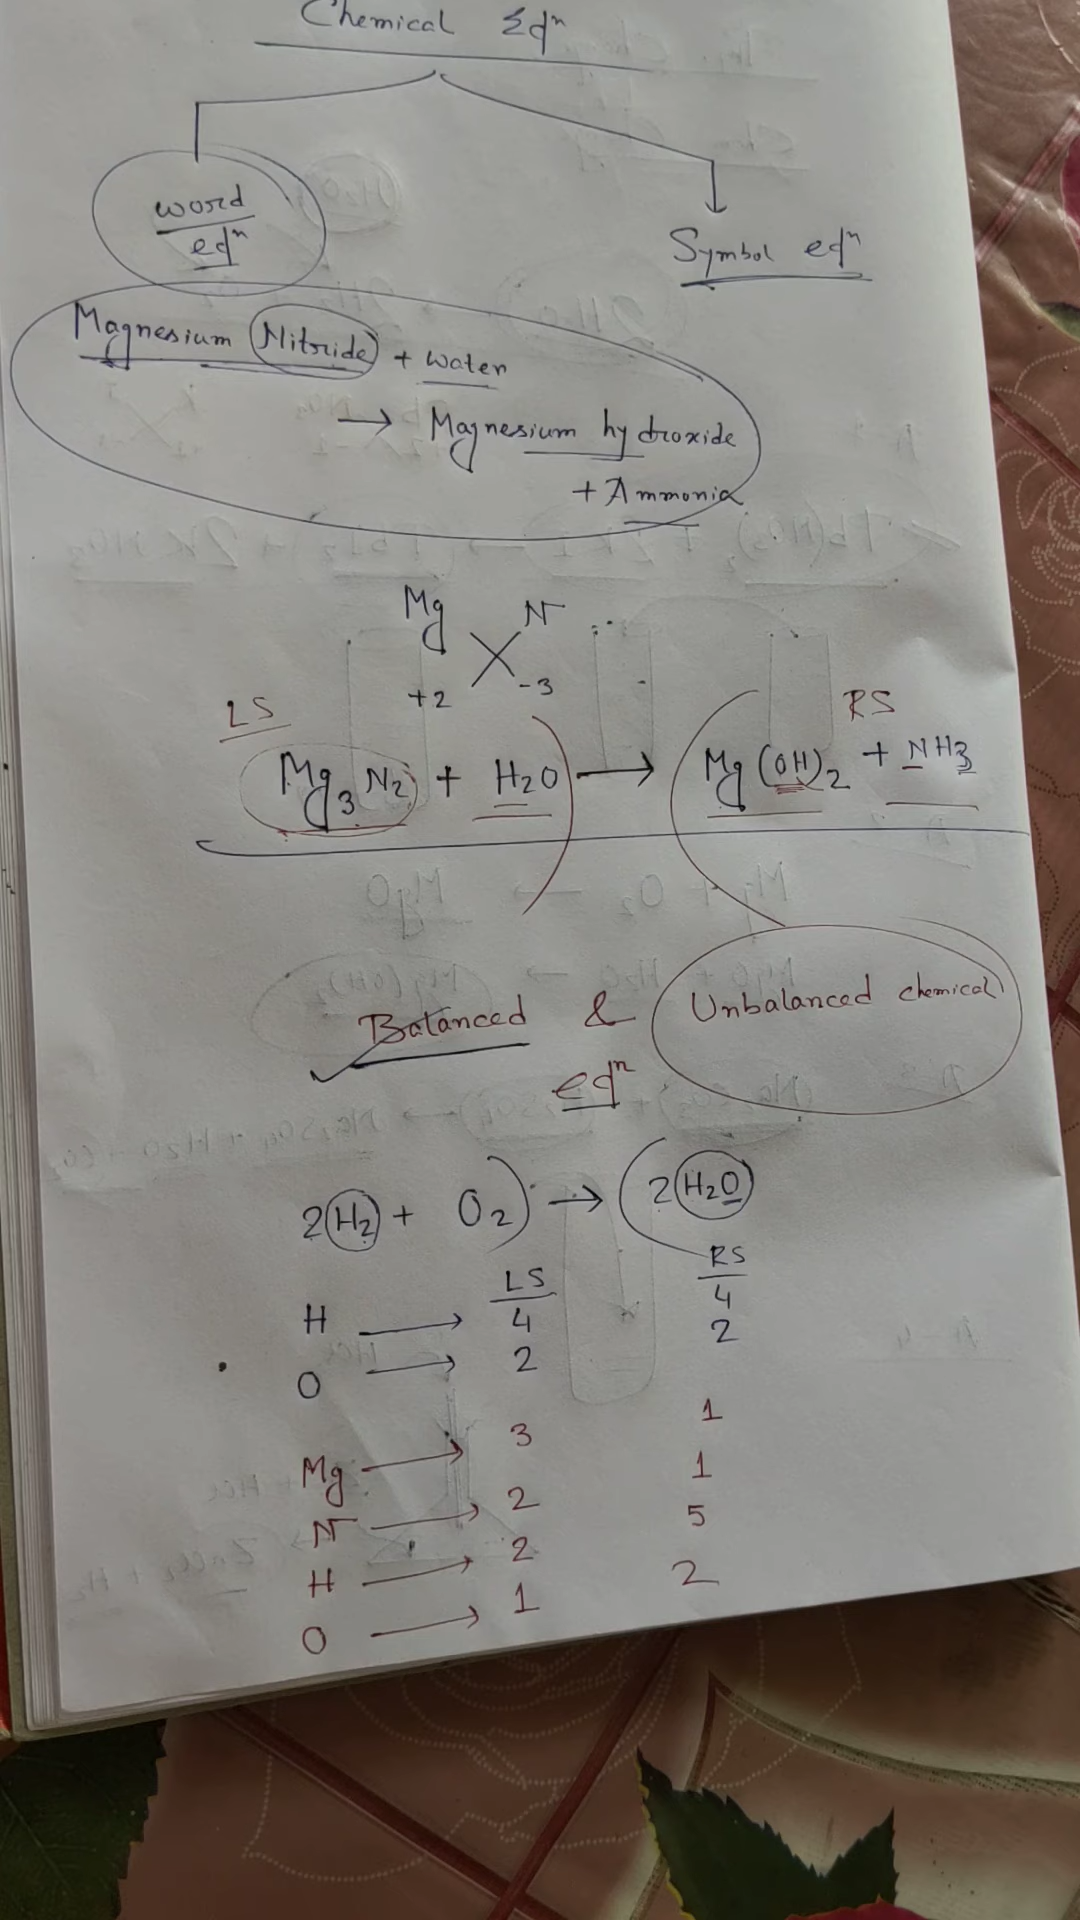 Chemical Eqⁿ
word
eqⁿ
Symbol eqⁿ
Magnesium Nitride + water
→ Magnesium hydroxide
+ Ammonia
Mg N
+2 -3
LS RS
Mg₃N₂ + H₂O → Mg(OH)₂ + NH₃
Balanced & Unbalanced chemical
eqⁿ
2H₂ + O₂ → 2H₂O
LS RS
H → 4 4
O → 2 2
Mg → 3 1
N → 2 1
H → 2 5
O → 1 2